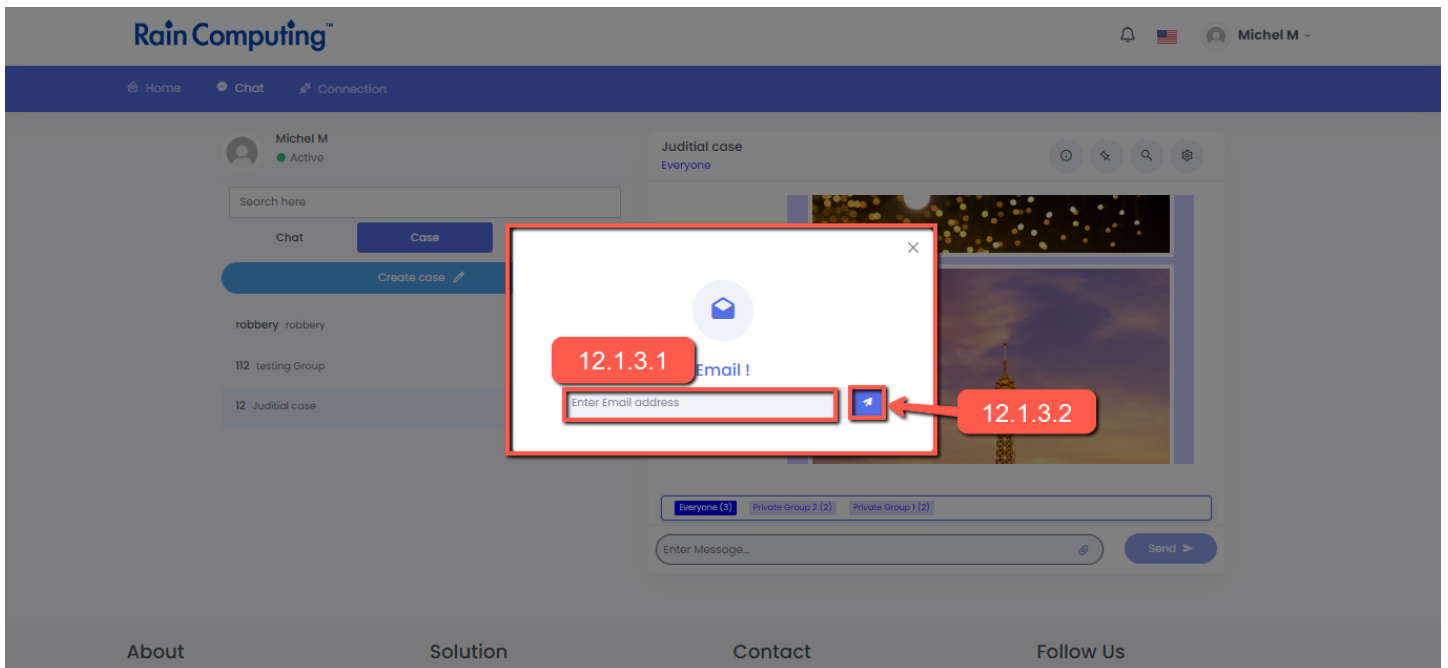 Rain Computing™
Michel M
Home Chat Connection
Michel M
Active
Search here
Chat Case
Create case
robbery robbery
112 testing Group
12 Juditial case
Juditial case
Everyone
12.1.3.1
Email !
Enter Email address
12.1.3.2
Everyone (3) Private Group 2 (2) Private Group 1 (2)
Enter Message... Send
About Solution Contact Follow Us